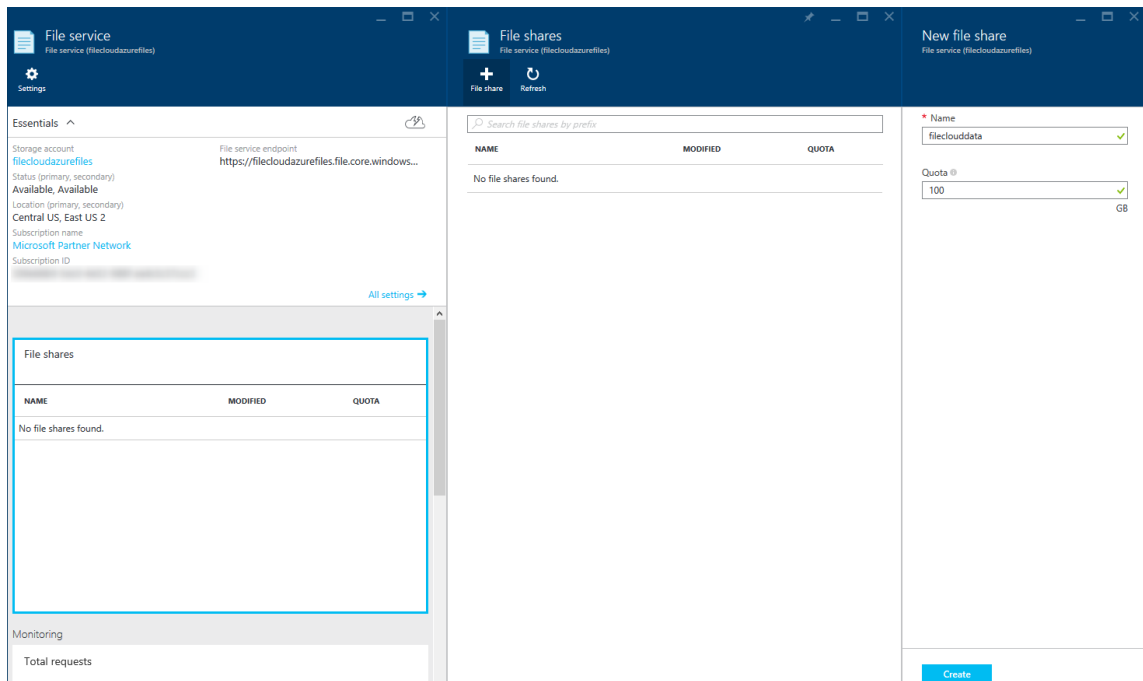 File service
File service (filecloudazurefiles)
Settings
Essentials
Storage account
filecloudazurefiles
Status (primary, secondary)
Available, Available
Location (primary, secondary)
Central US, East US 2
Subscription name
Microsoft Partner Network
Subscription ID
File service endpoint
https://filecloudazurefiles.file.core.windows...
All settings
File shares
NAME MODIFIED QUOTA
No file shares found.
Monitoring
Total requests
File shares
File service (filecloudazurefiles)
File share Refresh
Search file shares by prefix
NAME MODIFIED QUOTA
No file shares found.
New file share
File service (filecloudazurefiles)
* Name
fileclouddata
Quota
100
GB
Create